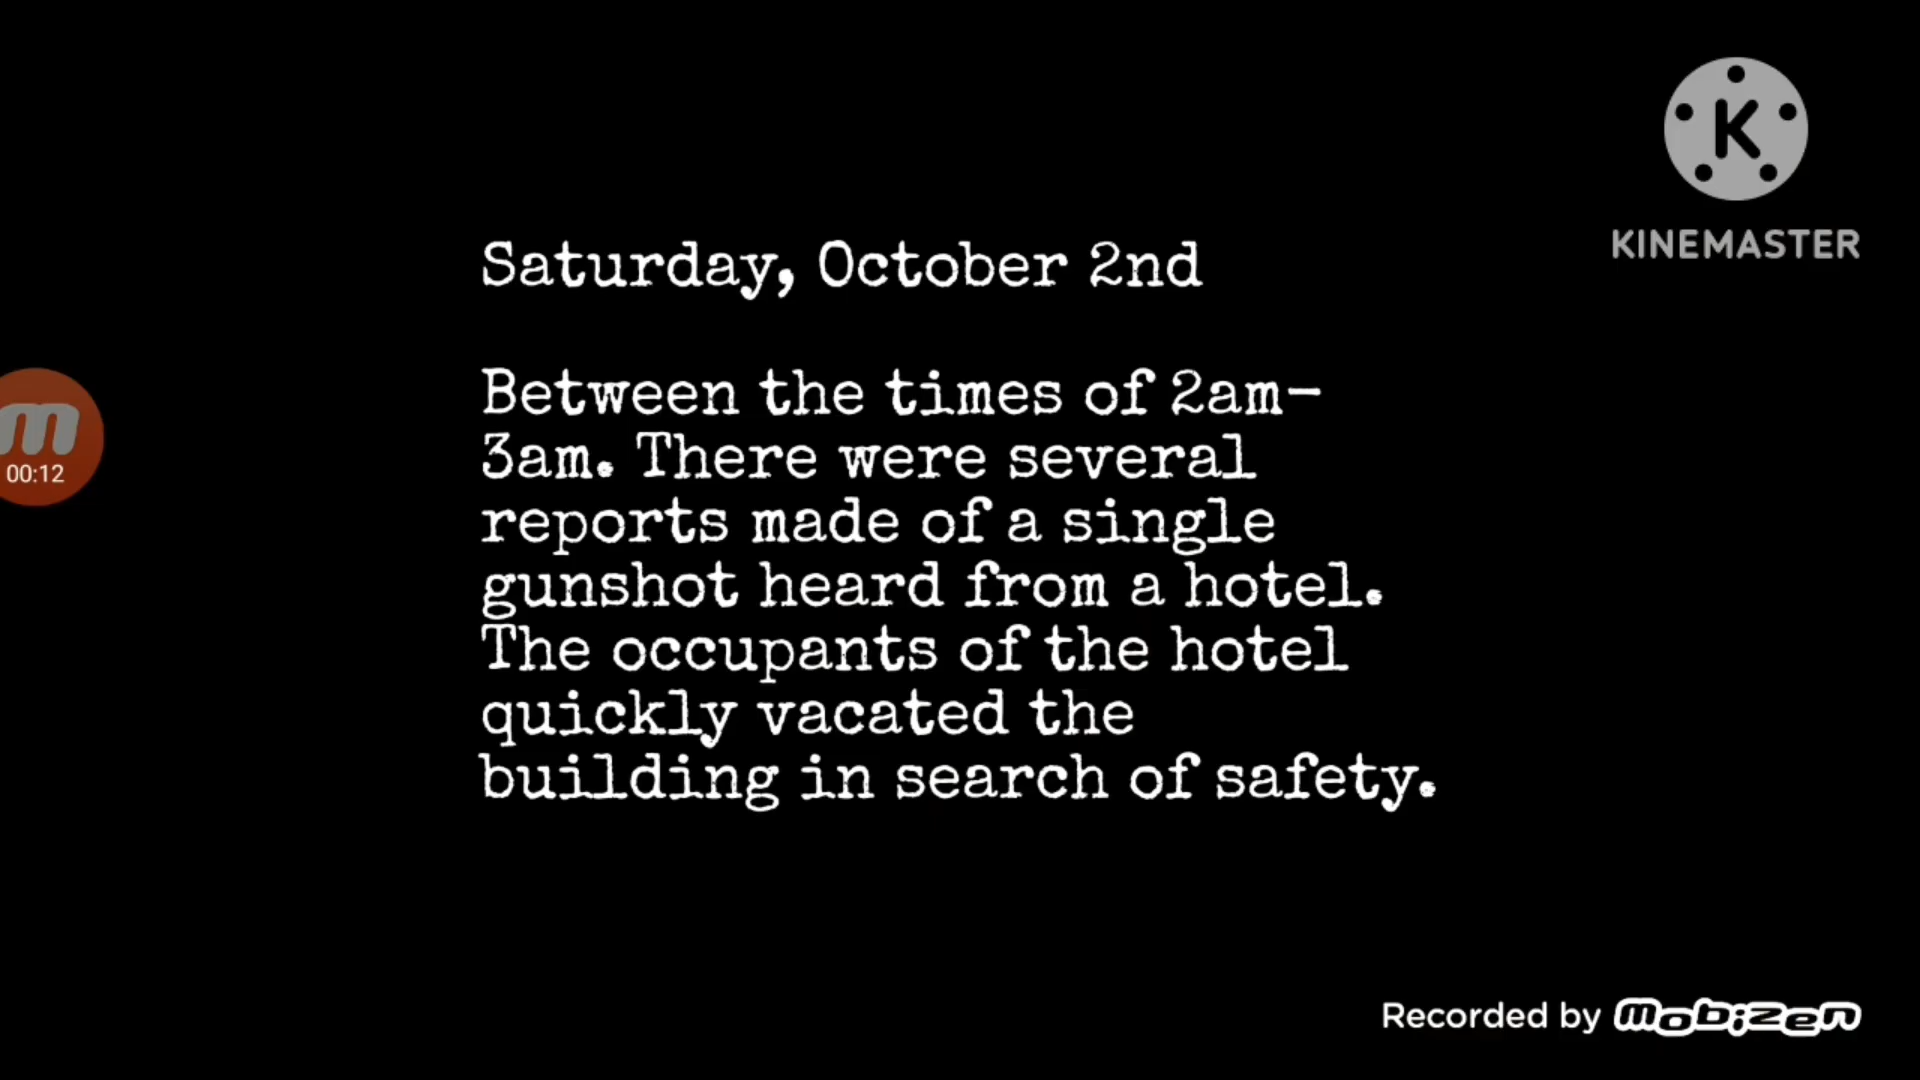 K
KINEMASTER
Saturday, October 2nd
Between the times of 2am-
3am. There were several
reports made of a single
gunshot heard from a hotel.
The occupants of the hotel
quickly vacated the
building in search of safety.
m
00:12
Recorded by mobizen